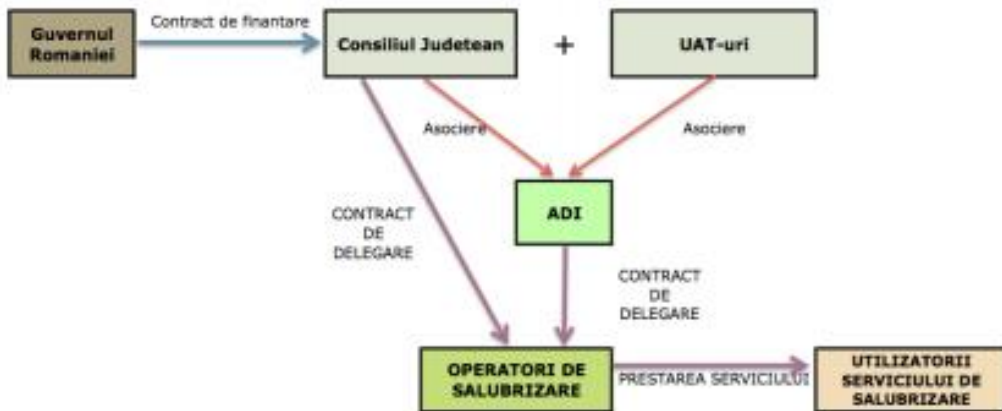 Guvernul
Romaniei
Contract de finantare
Consiliul Judetean
+
UAT-uri
Asociere
Asociere
ADI
CONTRACT
DE
DELEGARE
CONTRACT
DE
DELEGARE
OPERATORI DE
SALUBRIZARE
PRESTAREA SERVICIULUI
UTILIZATORII
SERVICIULUI DE
SALUBRIZARE